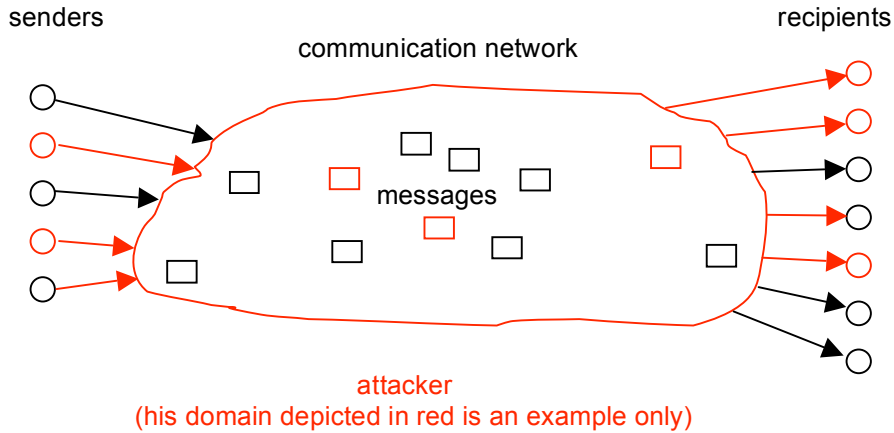 senders
recipients
communication network
messages
attacker
(his domain depicted in red is an example only)